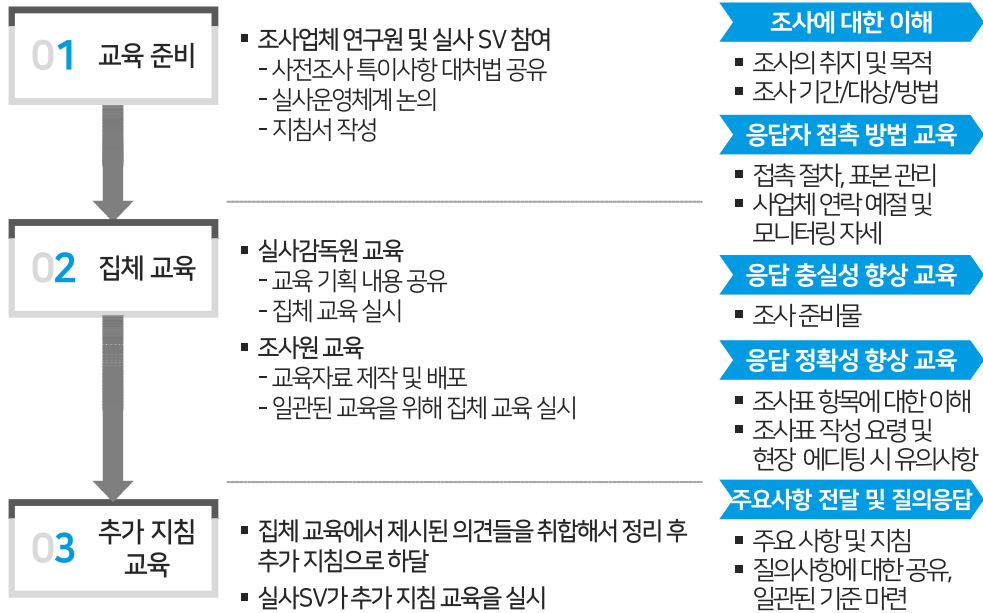 01 교육 준비
▪ 조사업체 연구원 및 실사 SV 참여
- 사전조사 특이사항 대처법 공유
- 실사운영체계 논의
- 지침서 작성
02 집체 교육
▪ 실사감독원 교육
- 교육 기획 내용 공유
- 집체 교육 실시
▪ 조사원 교육
- 교육자료 제작 및 배포
- 일관된 교육을 위해 집체 교육 실시
03 추가 지침
교육
▪ 집체 교육에서 제시된 의견들을 취합해서 정리 후
추가 지침으로 하달
▪ 실사SV가 추가 지침 교육을 실시
조사에 대한 이해
▪ 조사의 취지 및 목적
▪ 조사 기간/대상/방법
응답자 접촉 방법 교육
▪ 접촉 절차, 표본 관리
▪ 사업체 연락 예절 및
모니터링 자세
응답 충실성 향상 교육
▪ 조사 준비물
응답 정확성 향상 교육
▪ 조사표 항목에 대한 이해
▪ 조사표 작성 요령 및
현장 에디팅 시 유의사항
주요사항 전달 및 질의응답
▪ 주요 사항 및 지침
▪ 질의사항에 대한 공유,
일관된 기준 마련